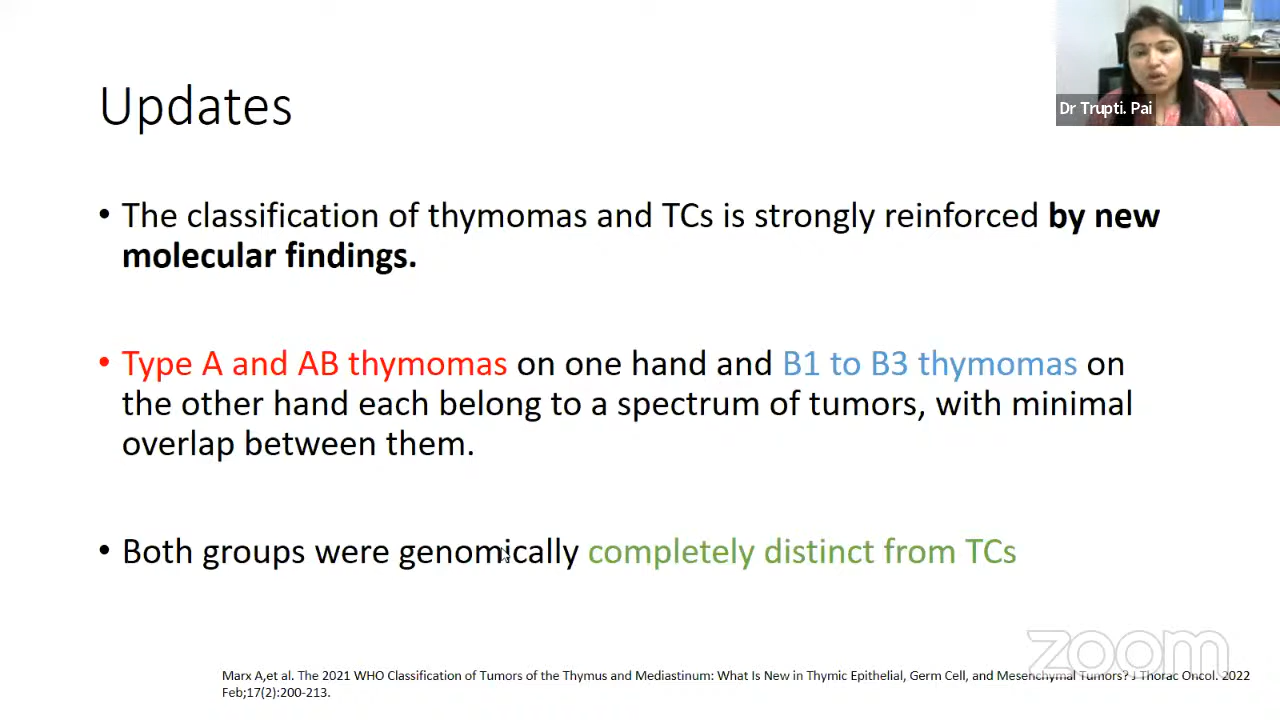 Updates
Dr Trupti. Pai
• The classification of thymomas and TCs is strongly reinforced by new
molecular findings.
• Type A and AB thymomas on one hand and B1 to B3 thymomas on
the other hand each belong to a spectrum of tumors, with minimal
overlap between them.
• Both groups were genomically completely distinct from TCs
zoom
Marx A,et al. The 2021 WHO Classification of Tumors of the Thymus and Mediastinum: What Is New in Thymic Epithelial, Germ Cell, and Mesenchymal Tumors? J Thorac Oncol. 2022
Feb;17(2):200-213.